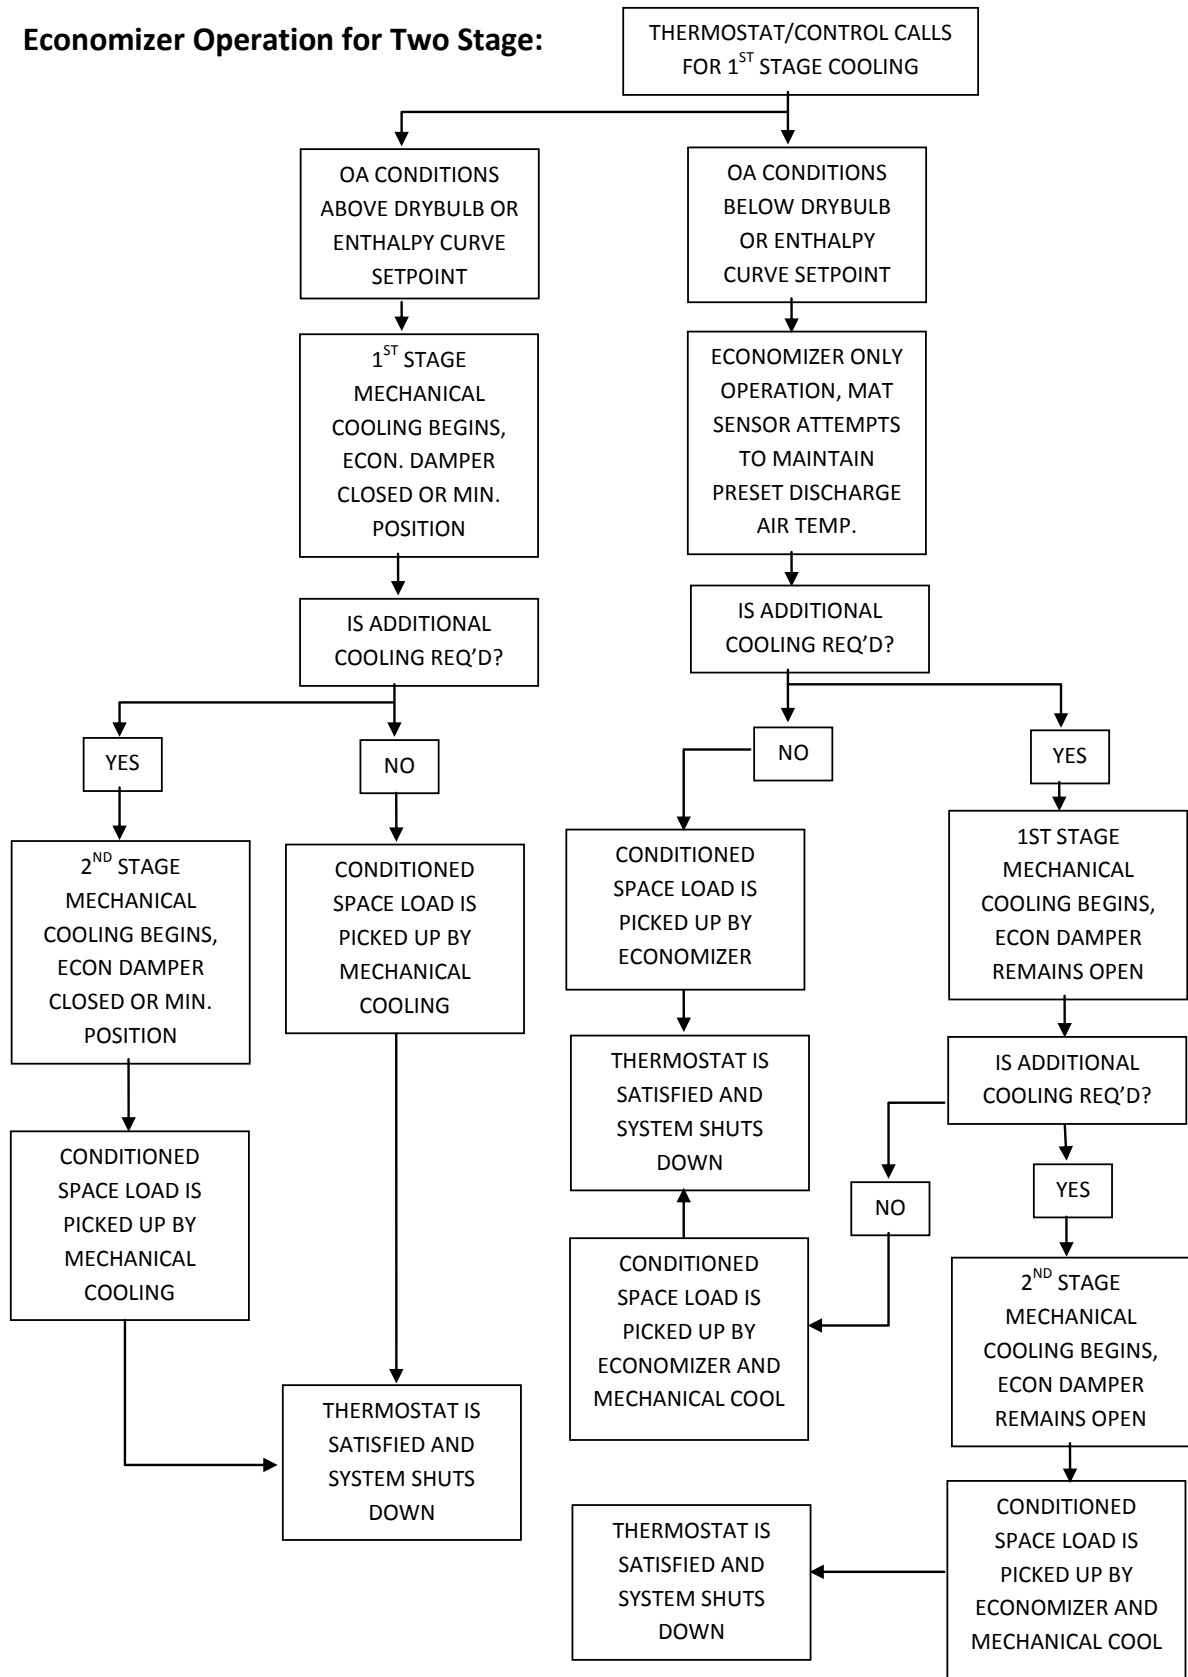 Economizer Operation for Two Stage:
THERMOSTAT/CONTROL CALLS
FOR 1ST STAGE COOLING
OA CONDITIONS
ABOVE DRYBULB OR
ENTHALPY CURVE
SETPOINT
OA CONDITIONS
BELOW DRYBULB
OR ENTHALPY
CURVE SETPOINT
1ST STAGE
MECHANICAL
COOLING BEGINS,
ECON. DAMPER
CLOSED OR MIN.
POSITION
ECONOMIZER ONLY
OPERATION, MAT
SENSOR ATTEMPTS
TO MAINTAIN
PRESET DISCHARGE
AIR TEMP.
IS ADDITIONAL
COOLING REQ’D?
IS ADDITIONAL
COOLING REQ’D?
YES
NO
NO
YES
2ND STAGE
MECHANICAL
COOLING BEGINS,
ECON DAMPER
CLOSED OR MIN.
POSITION
CONDITIONED
SPACE LOAD IS
PICKED UP BY
MECHANICAL
COOLING
CONDITIONED
SPACE LOAD IS
PICKED UP BY
ECONOMIZER
1ST STAGE
MECHANICAL
COOLING BEGINS,
ECON DAMPER
REMAINS OPEN
THERMOSTAT IS
SATISFIED AND
SYSTEM SHUTS
DOWN
IS ADDITIONAL
COOLING REQ’D?
CONDITIONED
SPACE LOAD IS
PICKED UP BY
MECHANICAL
COOLING
NO
YES
CONDITIONED
SPACE LOAD IS
PICKED UP BY
ECONOMIZER AND
MECHANICAL COOL
2ND STAGE
MECHANICAL
COOLING BEGINS,
ECON DAMPER
REMAINS OPEN
THERMOSTAT IS
SATISFIED AND
SYSTEM SHUTS
DOWN
THERMOSTAT IS
SATISFIED AND
SYSTEM SHUTS
DOWN
CONDITIONED
SPACE LOAD IS
PICKED UP BY
ECONOMIZER AND
MECHANICAL COOL